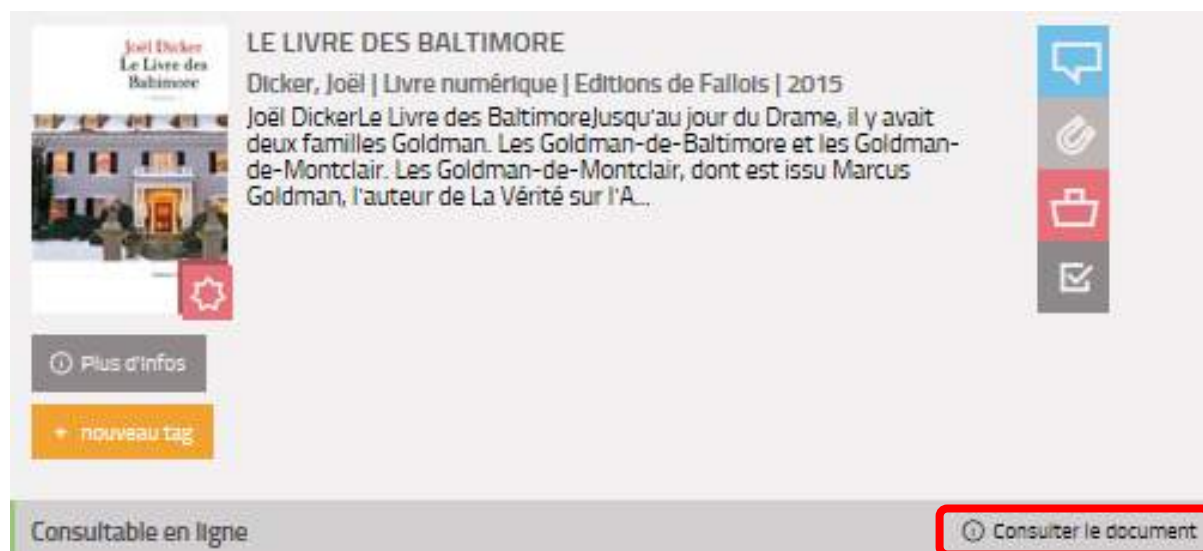 Joël Dicker
Le Livre des
Baltimore
LE LIVRE DES BALTIMORE
Dicker, Joël | Livre numérique | Editions de Fallois | 2015
Joël DickerLe Livre des BaltimoreJusqu'au jour du Drame, il y avait
deux familles Goldman. Les Goldman-de-Baltimore et les Goldman-
de-Montclair. Les Goldman-de-Montclair, dont est issu Marcus
Goldman, l'auteur de La Vérité sur l'A...
Plus d'infos
+ nouveau tag
Consultable en ligne
Consulter le document